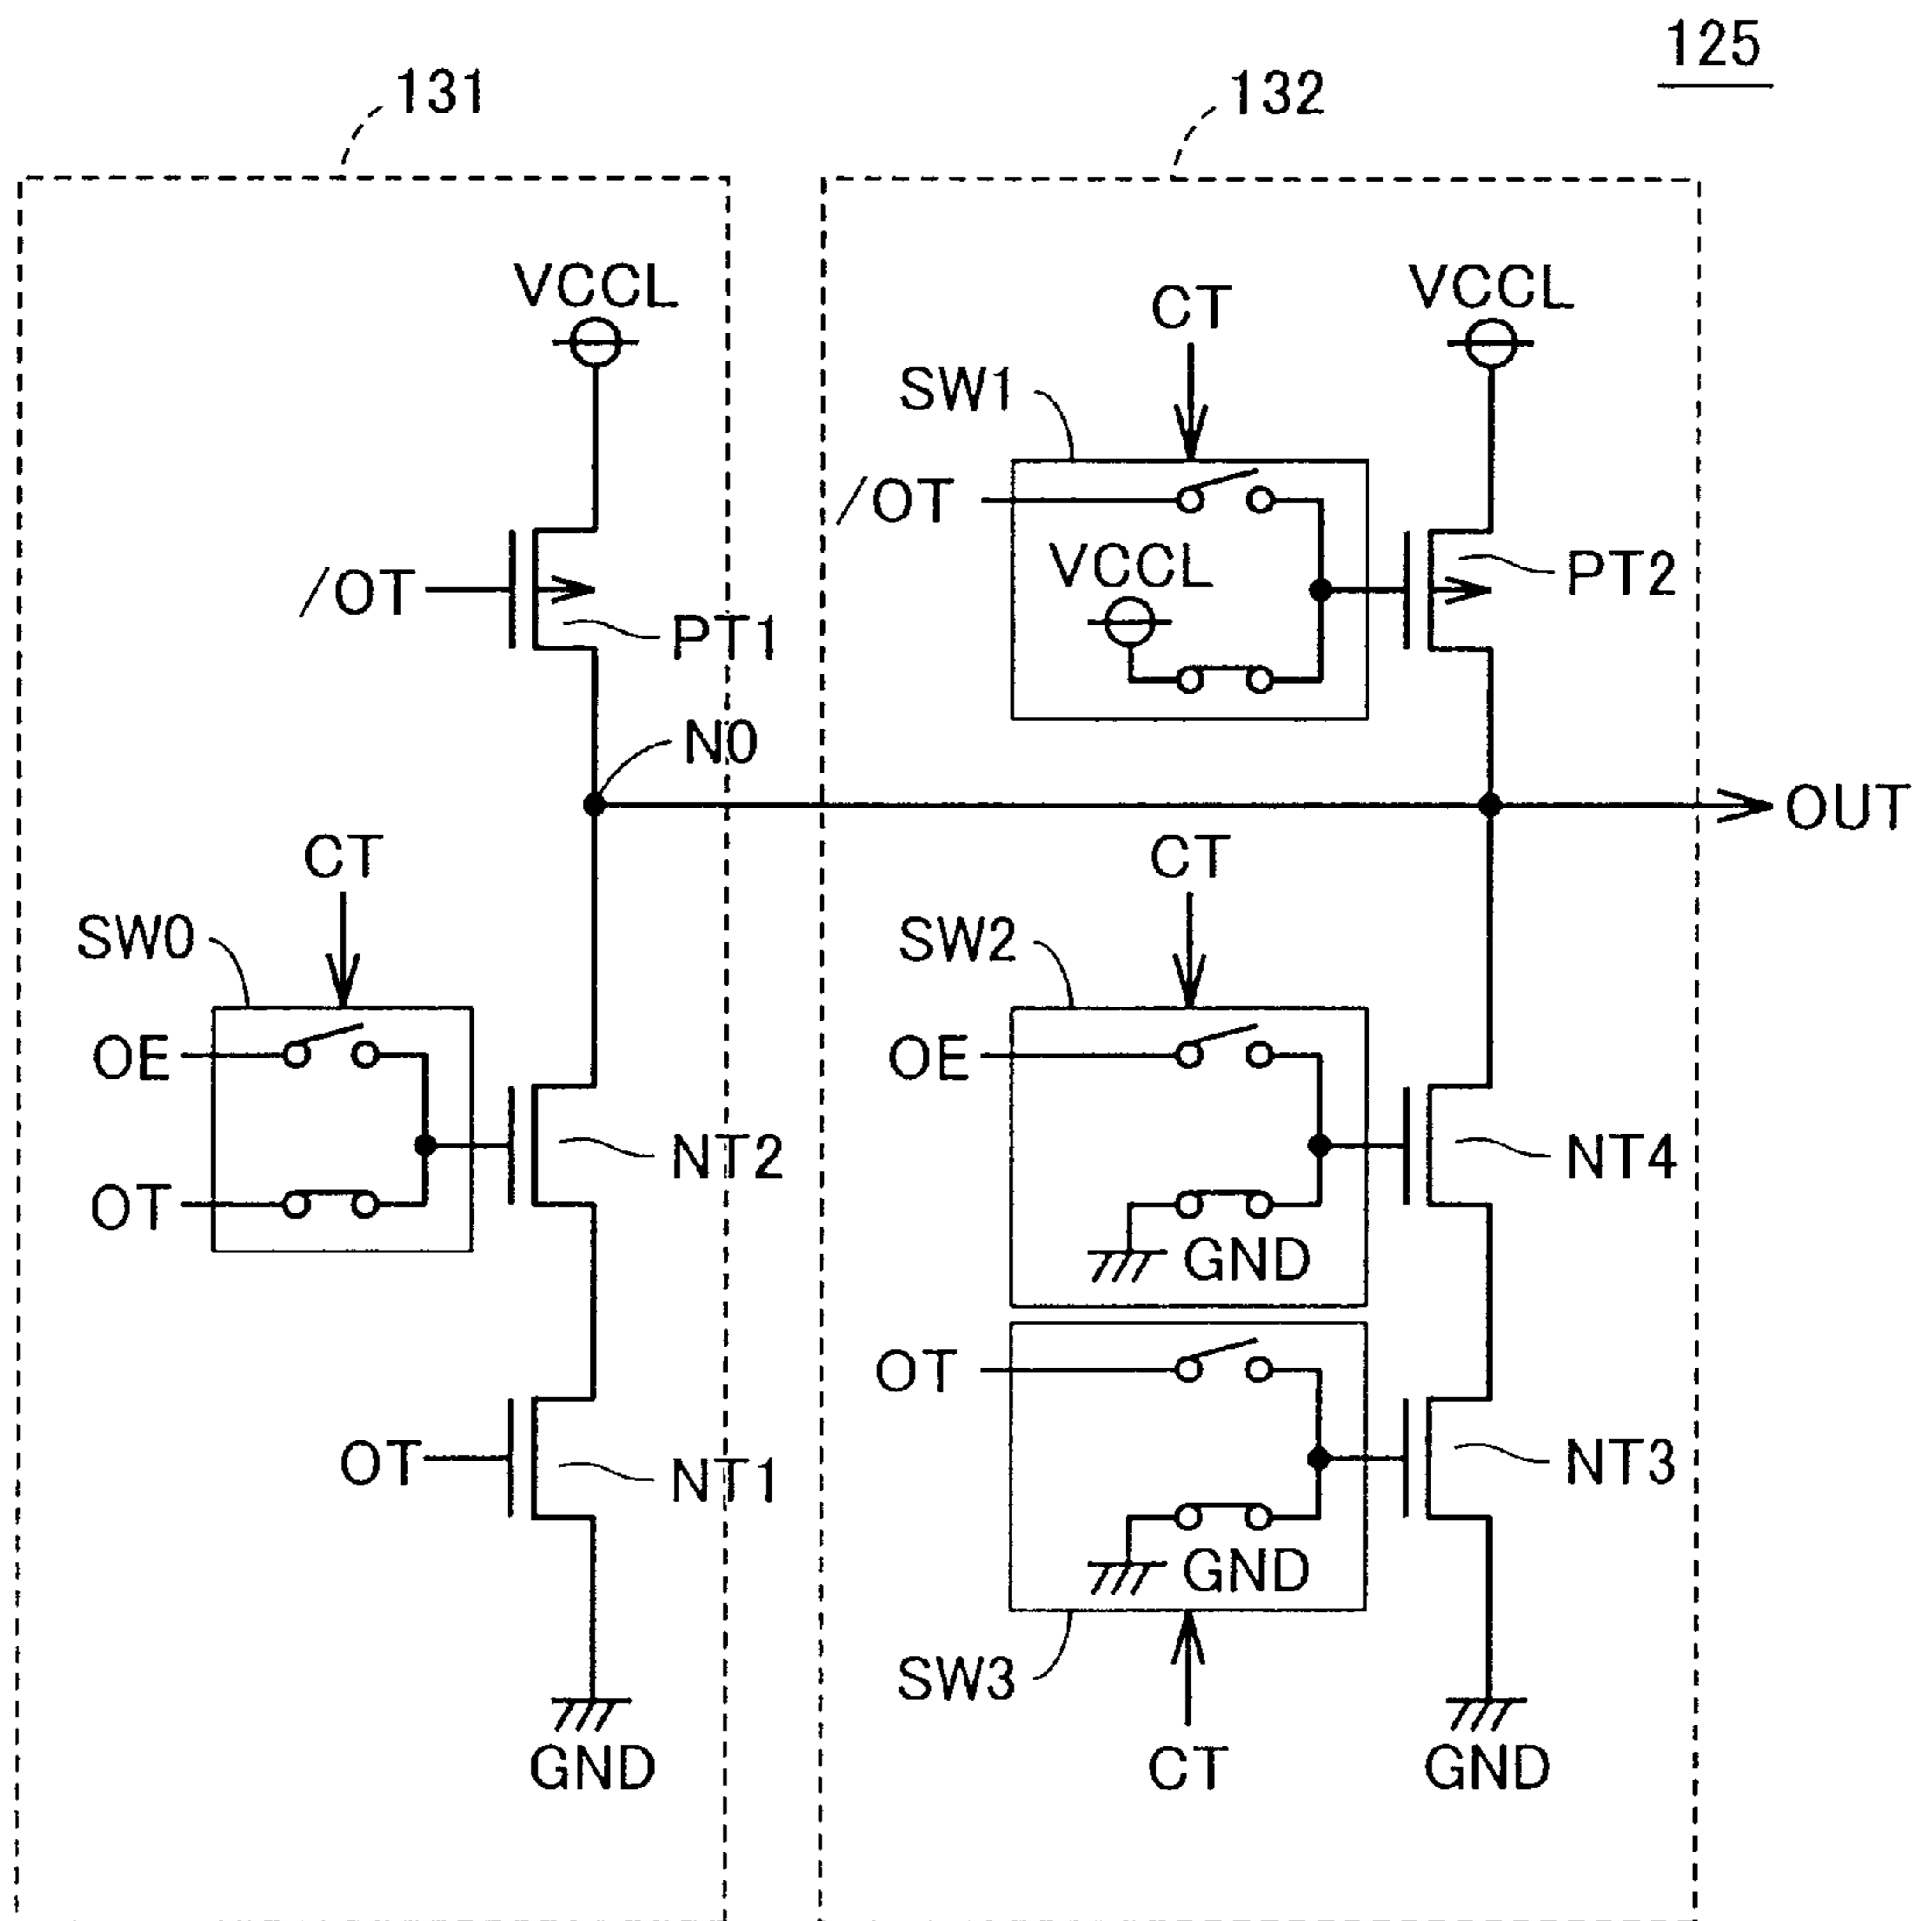 125
131
132
VCCL
/OT
PT1
N0
CT
SW0
OE
OT
NT2
OT
NT1
GND
CT
VCCL
SW1
/OT
VCCL
PT2
OUT
CT
SW2
OE
NT4
GND
OT
NT3
GND
SW3
CT
GND